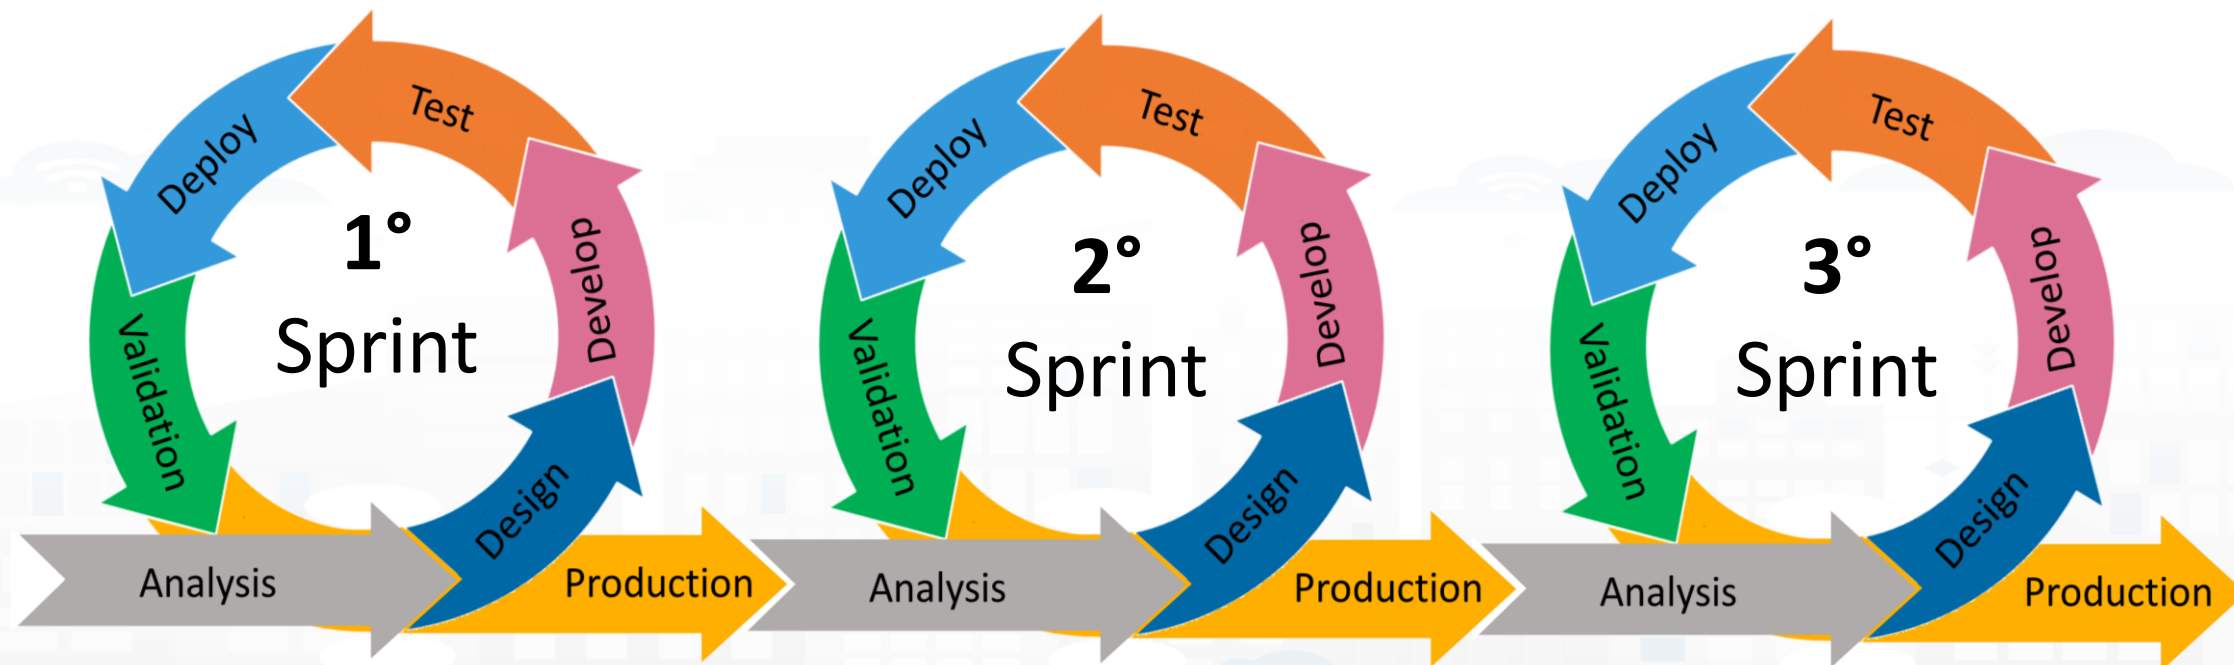 Test
Deploy
1°
Sprint
Develop
Validation
Design
Analysis
Production
Test
Deploy
2°
Sprint
Develop
Validation
Design
Analysis
Production
Test
Deploy
3°
Sprint
Develop
Validation
Design
Analysis
Production